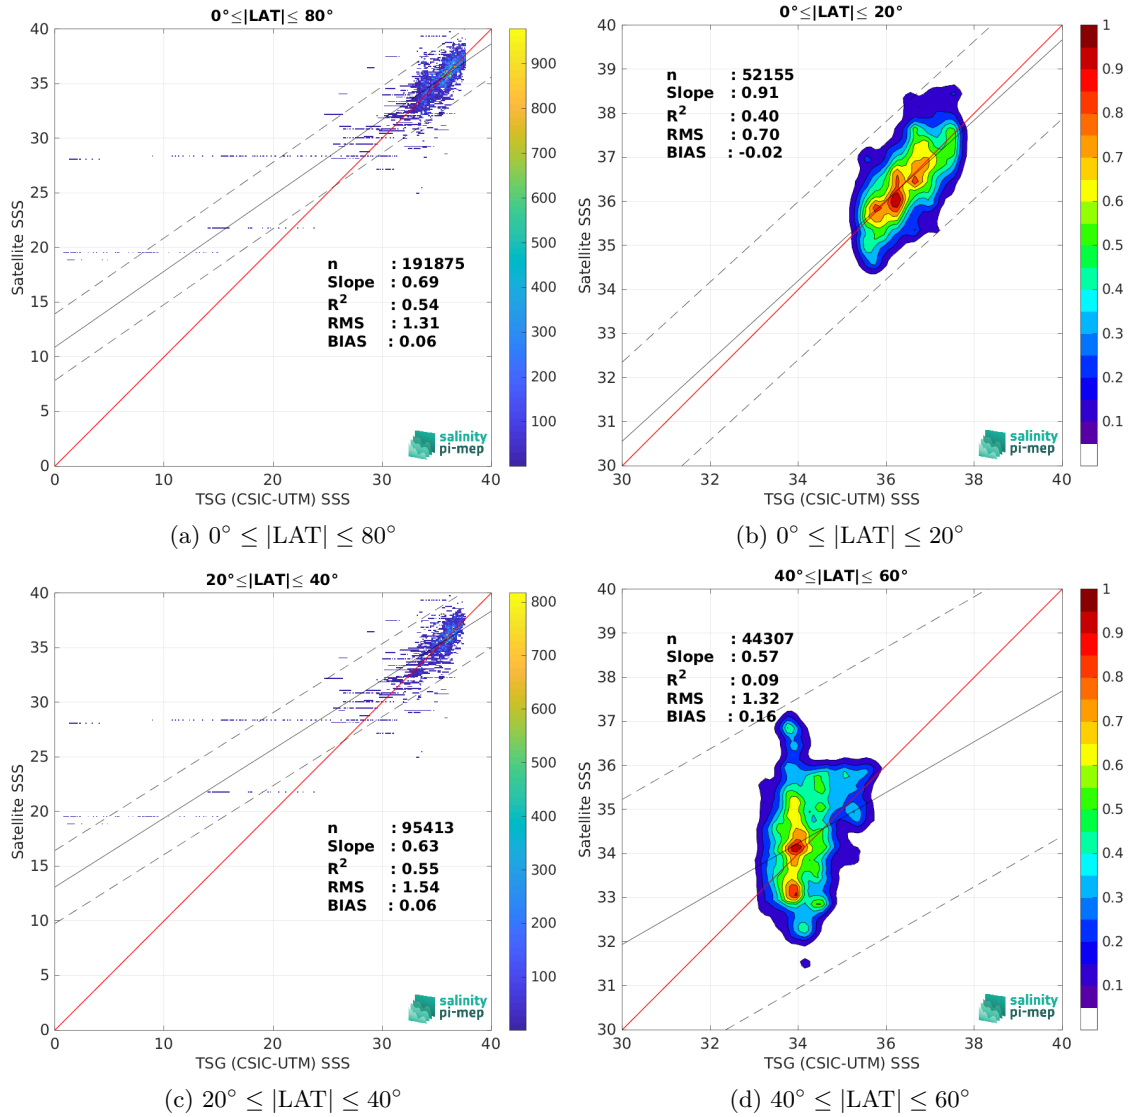 0°≤|LAT|≤ 80°
40
35
30
25
20
15
10
5
0
Satellite SSS
n : 191875
Slope : 0.69
R² : 0.54
RMS : 1.31
BIAS : 0.06
salinity
pi-mep
0 10 20 30 40
TSG (CSIC-UTM) SSS
900
800
700
600
500
400
300
200
100
(a) 0° ≤ |LAT| ≤ 80°
0°≤|LAT|≤ 20°
40
39
38
37
36
35
34
33
32
31
30
Satellite SSS
n : 52155
Slope : 0.91
R² : 0.40
RMS : 0.70
BIAS : -0.02
salinity
pi-mep
30 32 34 36 38 40
TSG (CSIC-UTM) SSS
1
0.9
0.8
0.7
0.6
0.5
0.4
0.3
0.2
0.1
(b) 0° ≤ |LAT| ≤ 20°
20°≤|LAT|≤ 40°
40
35
30
25
20
15
10
5
0
Satellite SSS
n : 95413
Slope : 0.63
R² : 0.55
RMS : 1.54
BIAS : 0.06
salinity
pi-mep
0 10 20 30 40
TSG (CSIC-UTM) SSS
800
700
600
500
400
300
200
100
(c) 20° ≤ |LAT| ≤ 40°
40°≤|LAT|≤ 60°
40
39
38
37
36
35
34
33
32
31
30
Satellite SSS
n : 44307
Slope : 0.57
R² : 0.09
RMS : 1.32
BIAS : 0.16
salinity
pi-mep
30 32 34 36 38 40
TSG (CSIC-UTM) SSS
1
0.9
0.8
0.7
0.6
0.5
0.4
0.3
0.2
0.1
(d) 40° ≤ |LAT| ≤ 60°